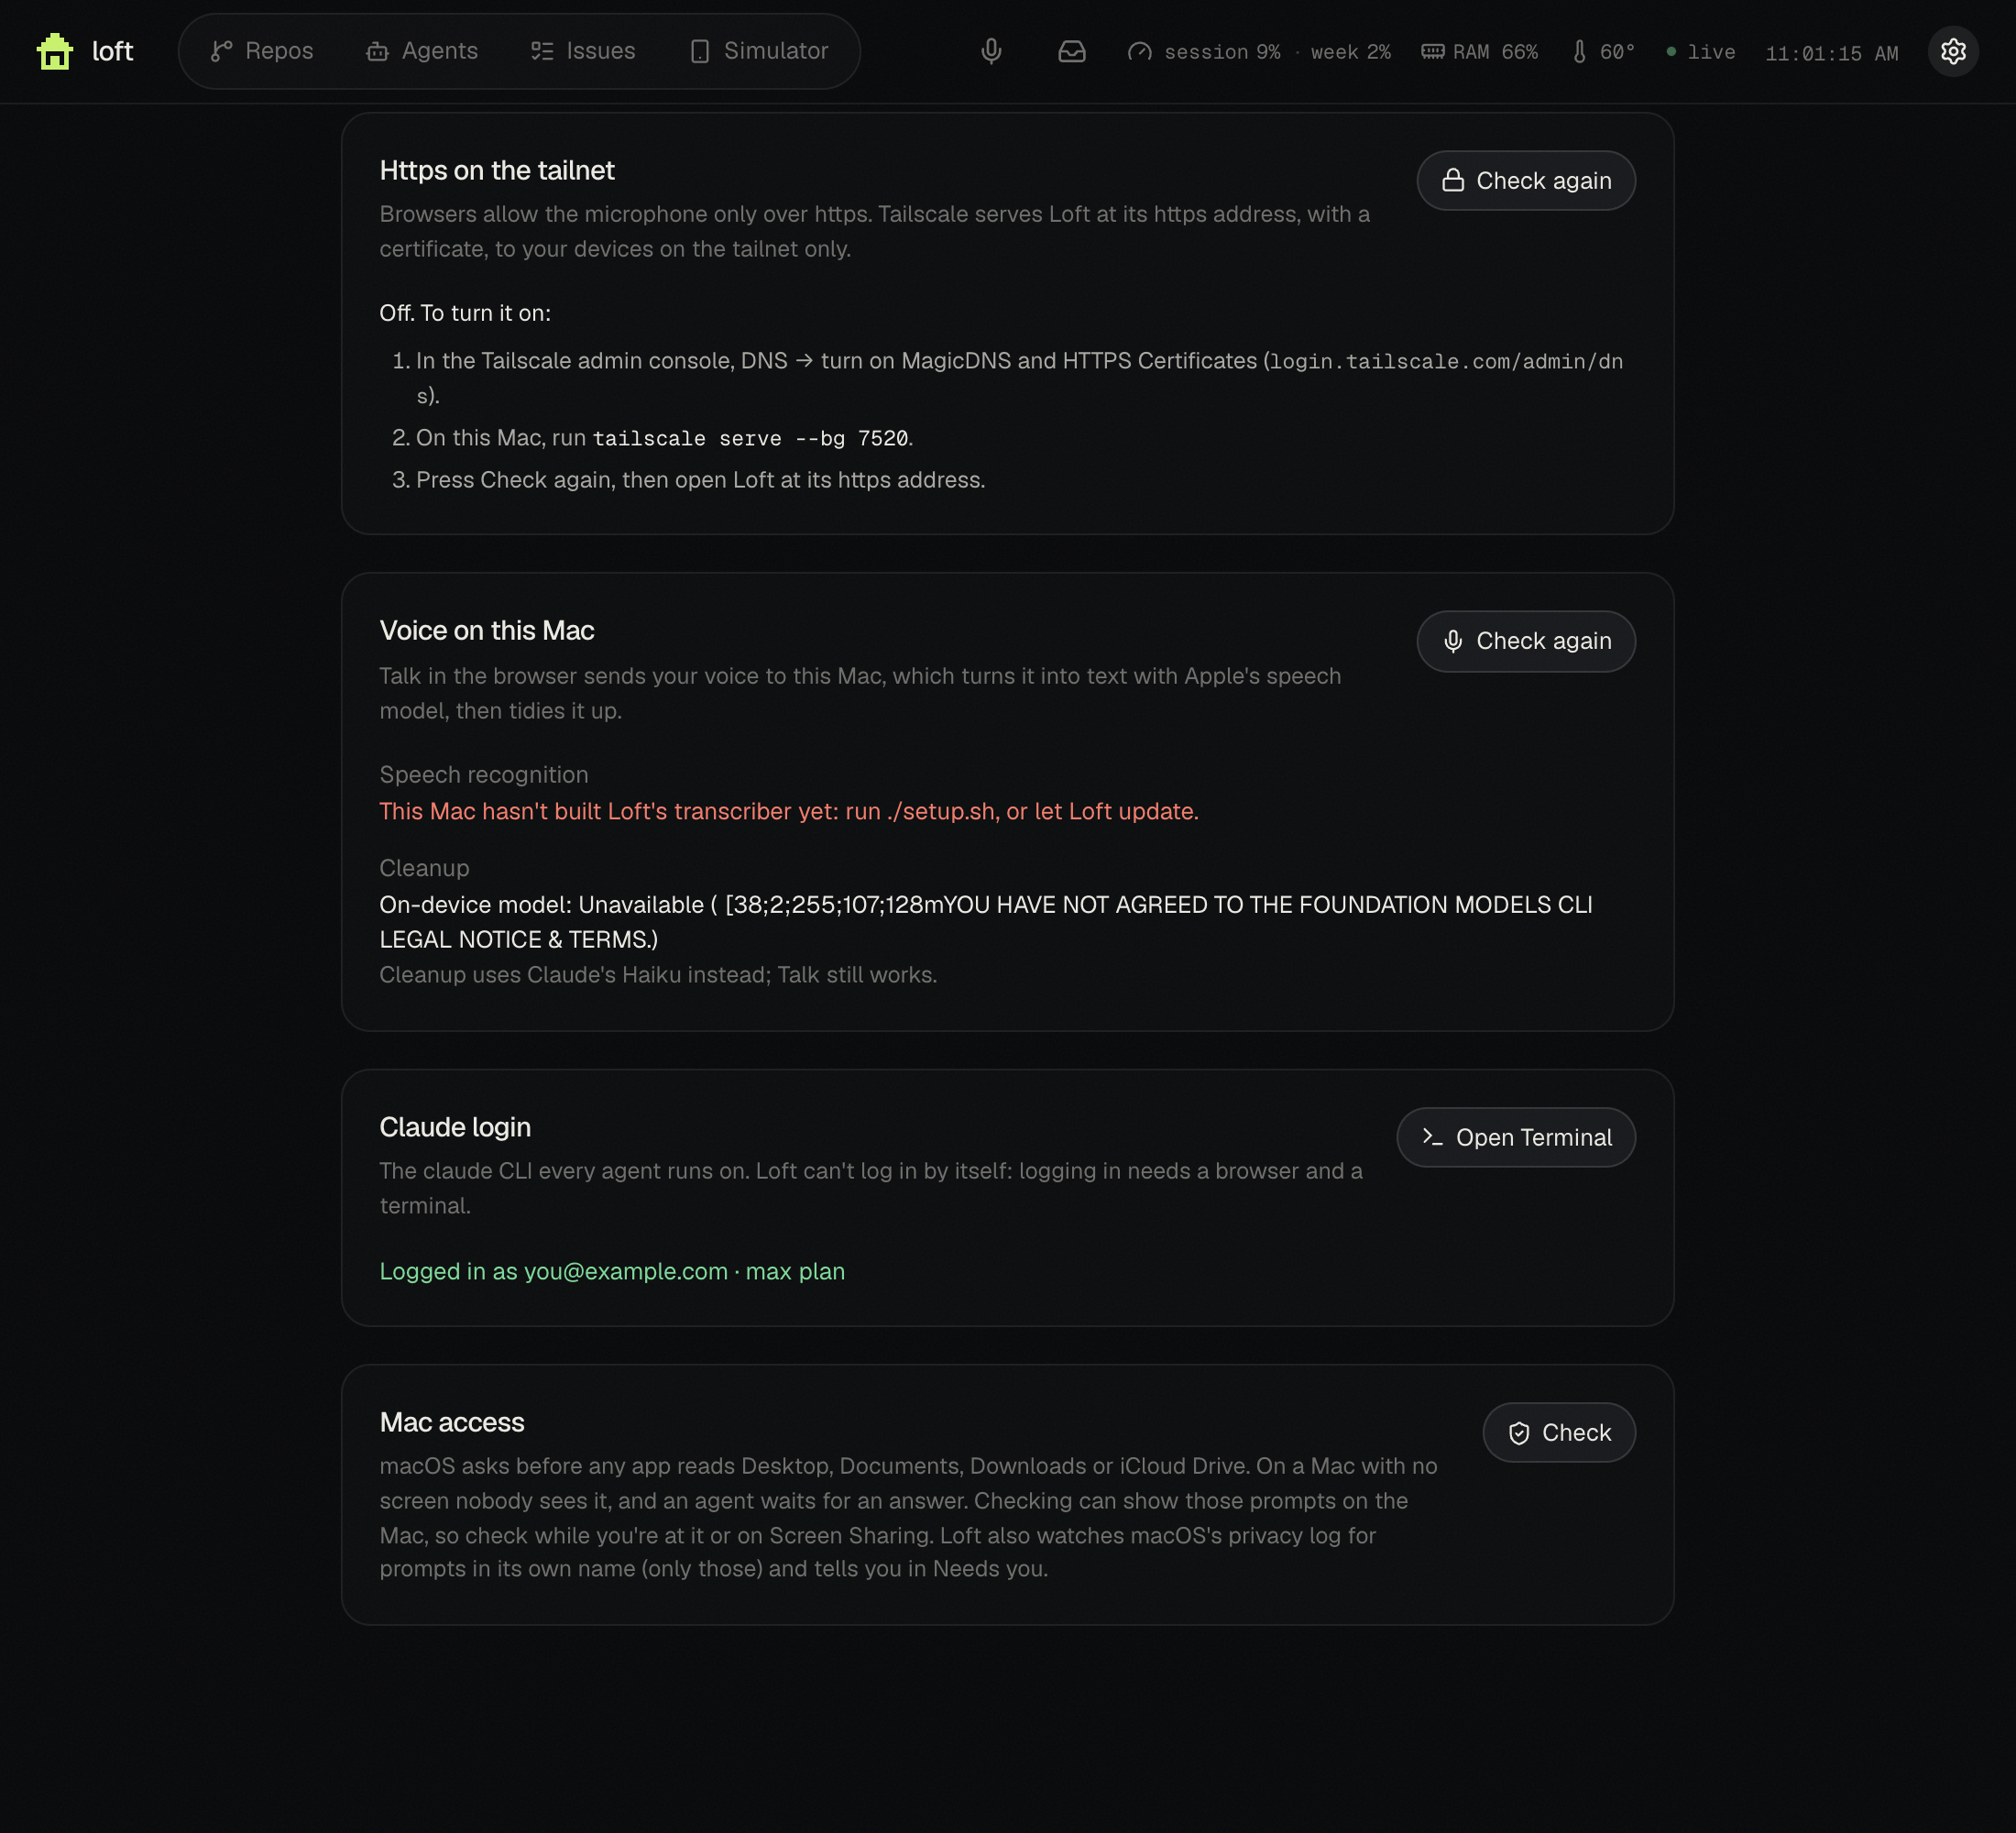 loft
Repos
Agents
Issues
Simulator
session 9% · week 2%
RAM 66%
60°
live
11:01:15 AM
Https on the tailnet
Check again
Browsers allow the microphone only over https. Tailscale serves Loft at its https address, with a
certificate, to your devices on the tailnet only.
Off. To turn it on:
1. In the Tailscale admin console, DNS → turn on MagicDNS and HTTPS Certificates (login.tailscale.com/admin/dn
s).
2. On this Mac, run tailscale serve --bg 7520.
3. Press Check again, then open Loft at its https address.
Voice on this Mac
Check again
Talk in the browser sends your voice to this Mac, which turns it into text with Apple's speech
model, then tidies it up.
Speech recognition
This Mac hasn't built Loft's transcriber yet: run ./setup.sh, or let Loft update.
Cleanup
On-device model: Unavailable ( [38;2;255;107;128mYOU HAVE NOT AGREED TO THE FOUNDATION MODELS CLI
LEGAL NOTICE & TERMS.)
Cleanup uses Claude's Haiku instead; Talk still works.
Claude login
Open Terminal
The claude CLI every agent runs on. Loft can't log in by itself: logging in needs a browser and a
terminal.
Logged in as you@example.com · max plan
Mac access
Check
macOS asks before any app reads Desktop, Documents, Downloads or iCloud Drive. On a Mac with no
screen nobody sees it, and an agent waits for an answer. Checking can show those prompts on the
Mac, so check while you're at it or on Screen Sharing. Loft also watches macOS's privacy log for
prompts in its own name (only those) and tells you in Needs you.